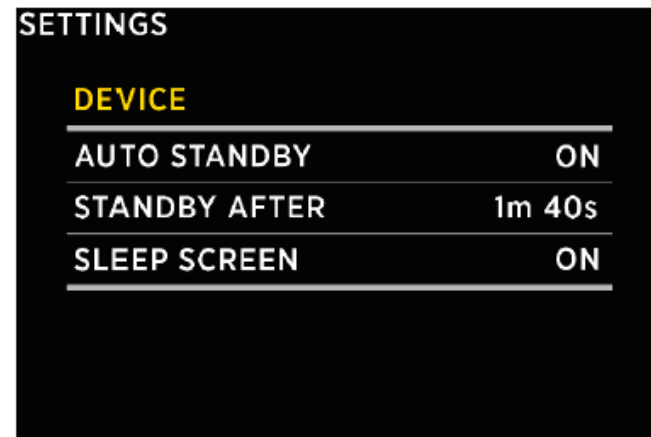 SETTINGS
DEVICE
AUTO STANDBY ON
STANDBY AFTER 1m 40s
SLEEP SCREEN ON